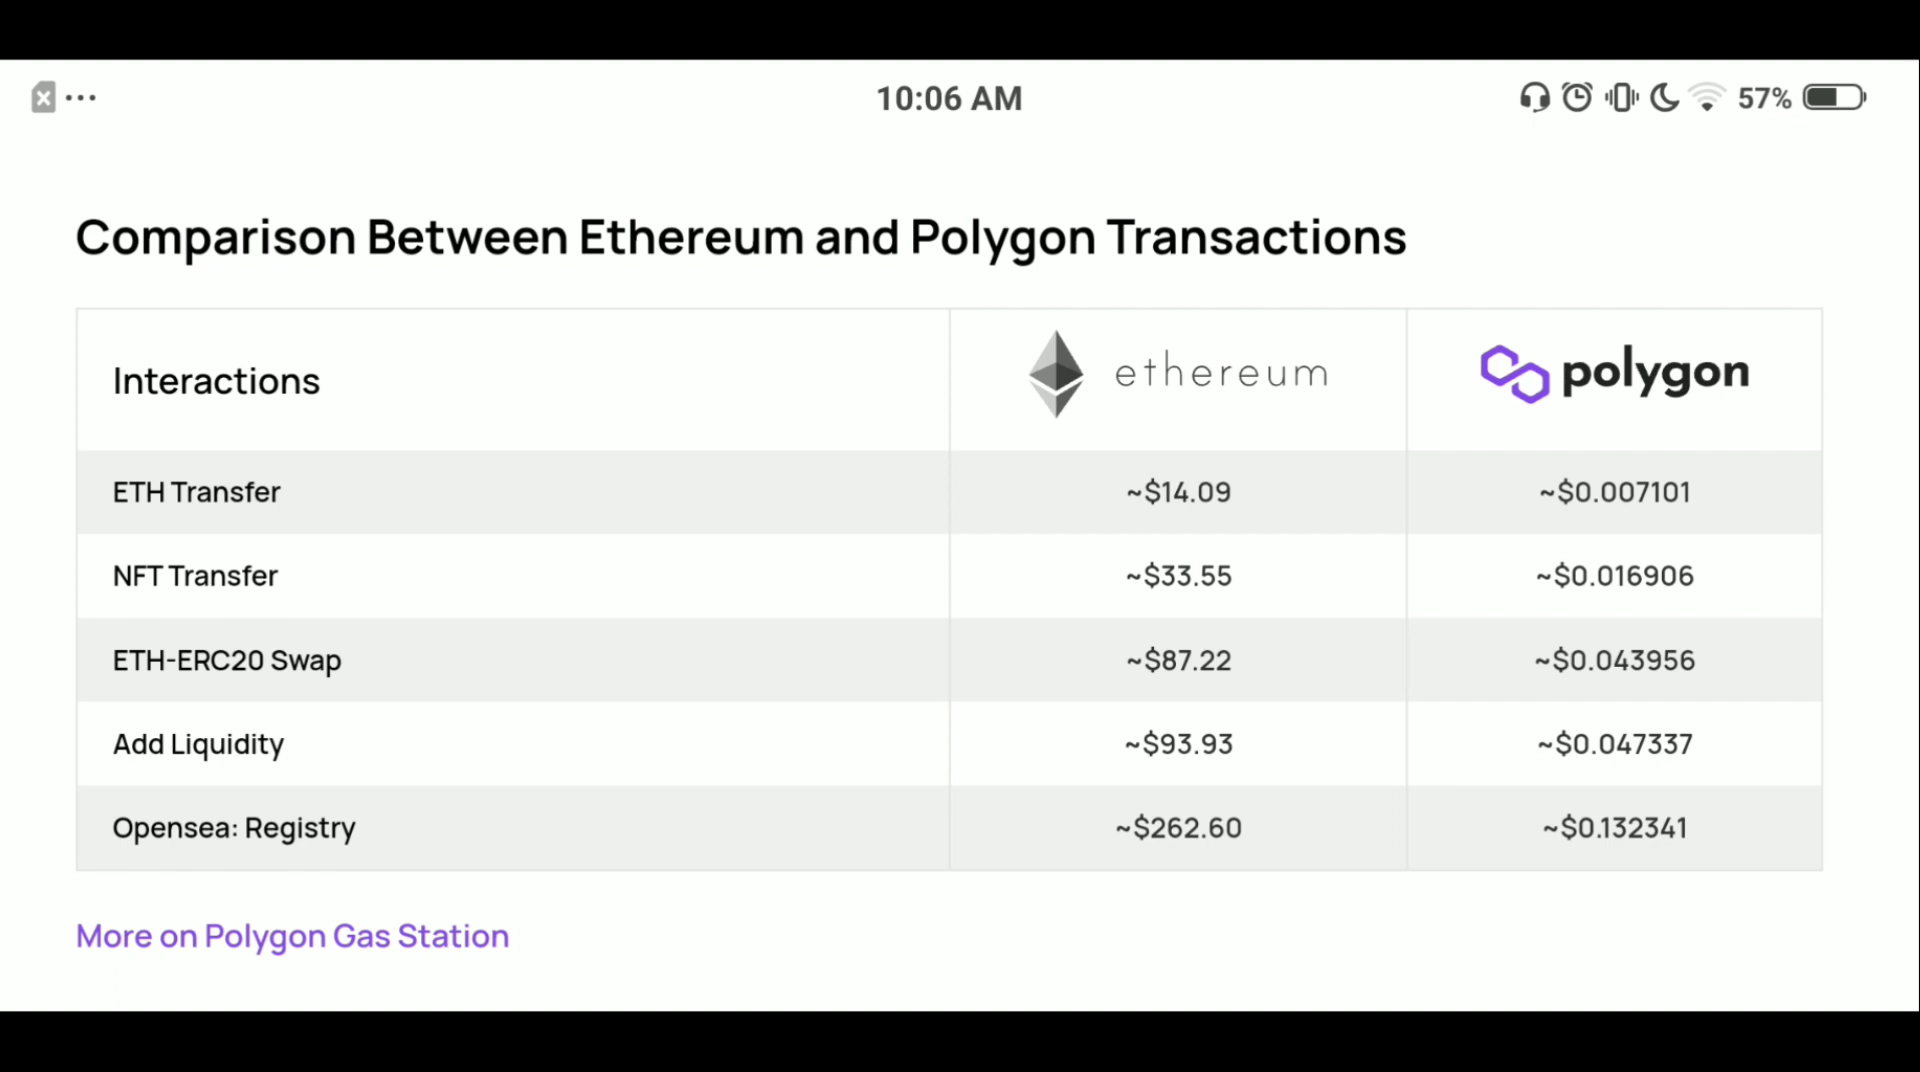 10:06 AM
57%
Comparison Between Ethereum and Polygon Transactions
Interactions ethereum polygon
ETH Transfer ~$14.09 ~$0.007101
NFT Transfer ~$33.55 ~$0.016906
ETH-ERC20 Swap ~$87.22 ~$0.043956
Add Liquidity ~$93.93 ~$0.047337
Opensea: Registry ~$262.60 ~$0.132341
More on Polygon Gas Station